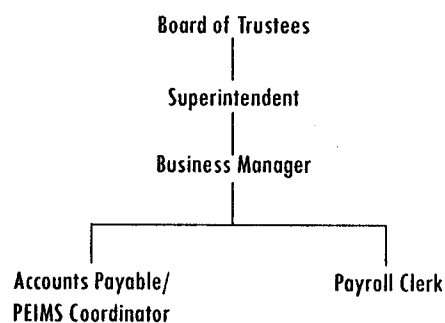 Board of Trustees
Superintendent
Business Manager
Accounts Payable/
PEIMS Coordinator
Payroll Clerk